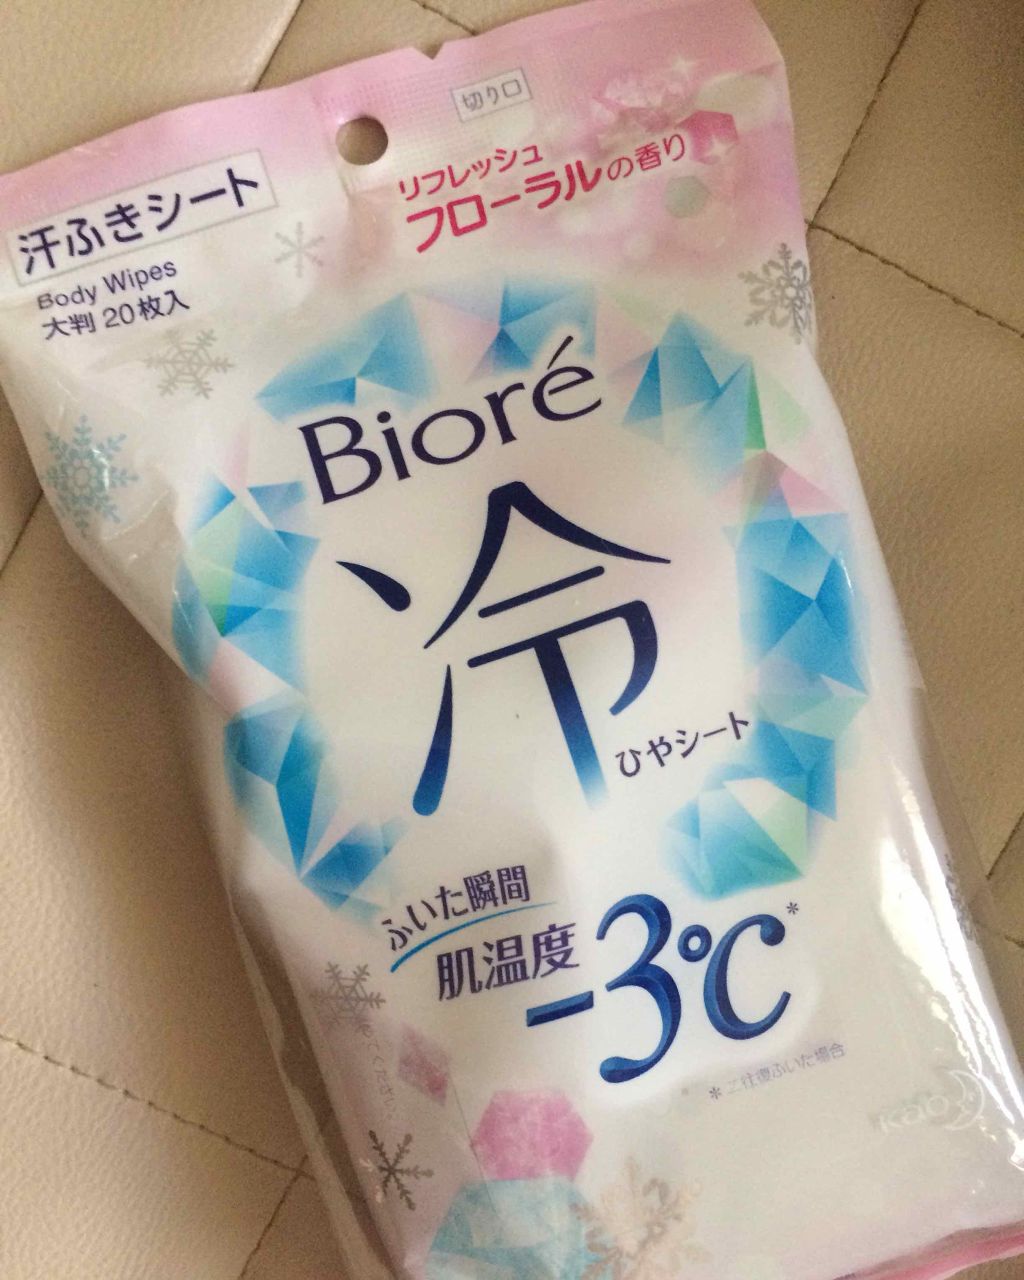 切り口
リフレッシュ
フローラルの香り
汗ふきシート
Body Wipes
大判 20枚入
Bioré
冷
ひやシート
ふいた瞬間
肌温度
-3℃*
*二往復ふいた場合
Kao